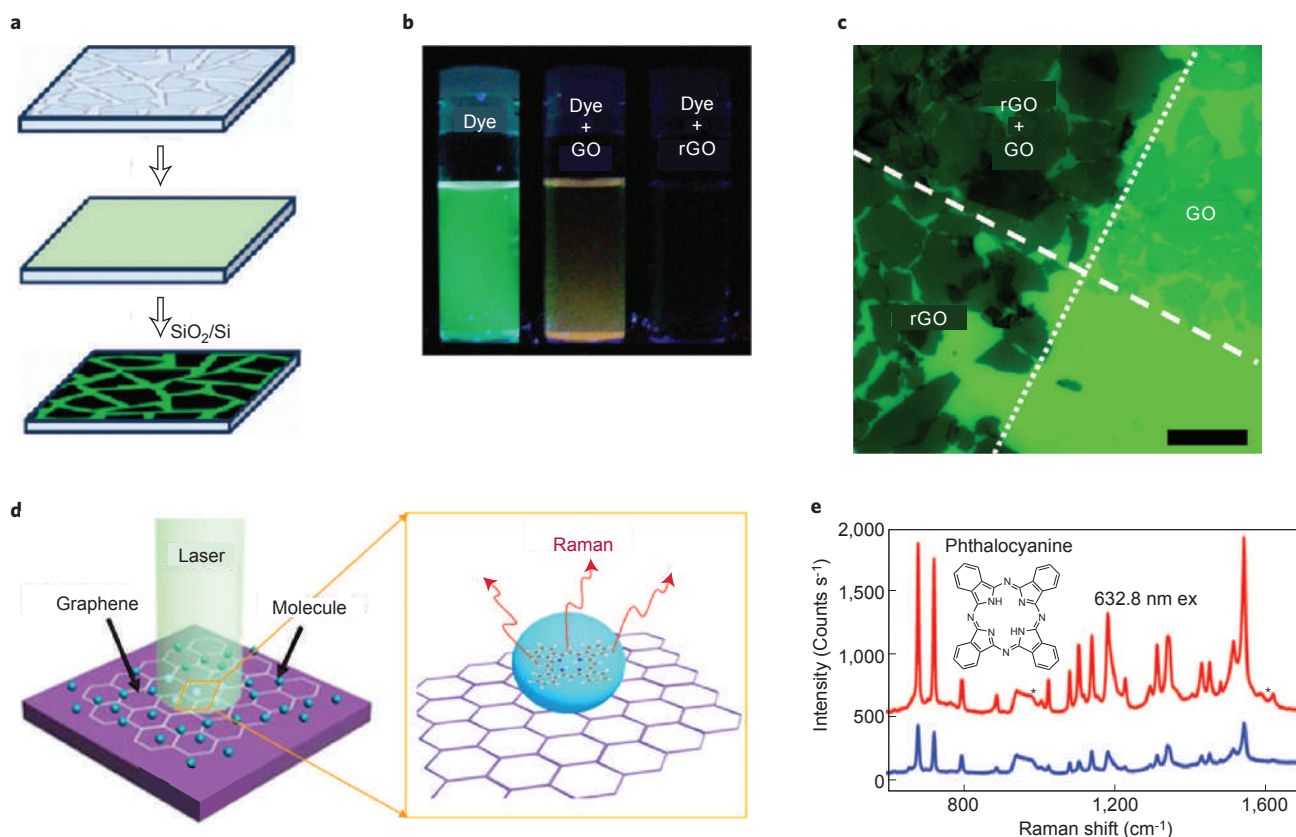 a
SiO2/Si
b
Dye
Dye
+
GO
Dye
+
rGO
c
rGO
+
GO
GO
rGO
d
Laser
Graphene
Molecule
Raman
e
2,000
1,500
1,000
500
0
Intensity (Counts s⁻¹)
Phthalocyanine
N
N
N
NH
N
N
N
HN
N
632.8 nm ex
*
*
800
1,200
1,600
Raman shift (cm⁻¹)